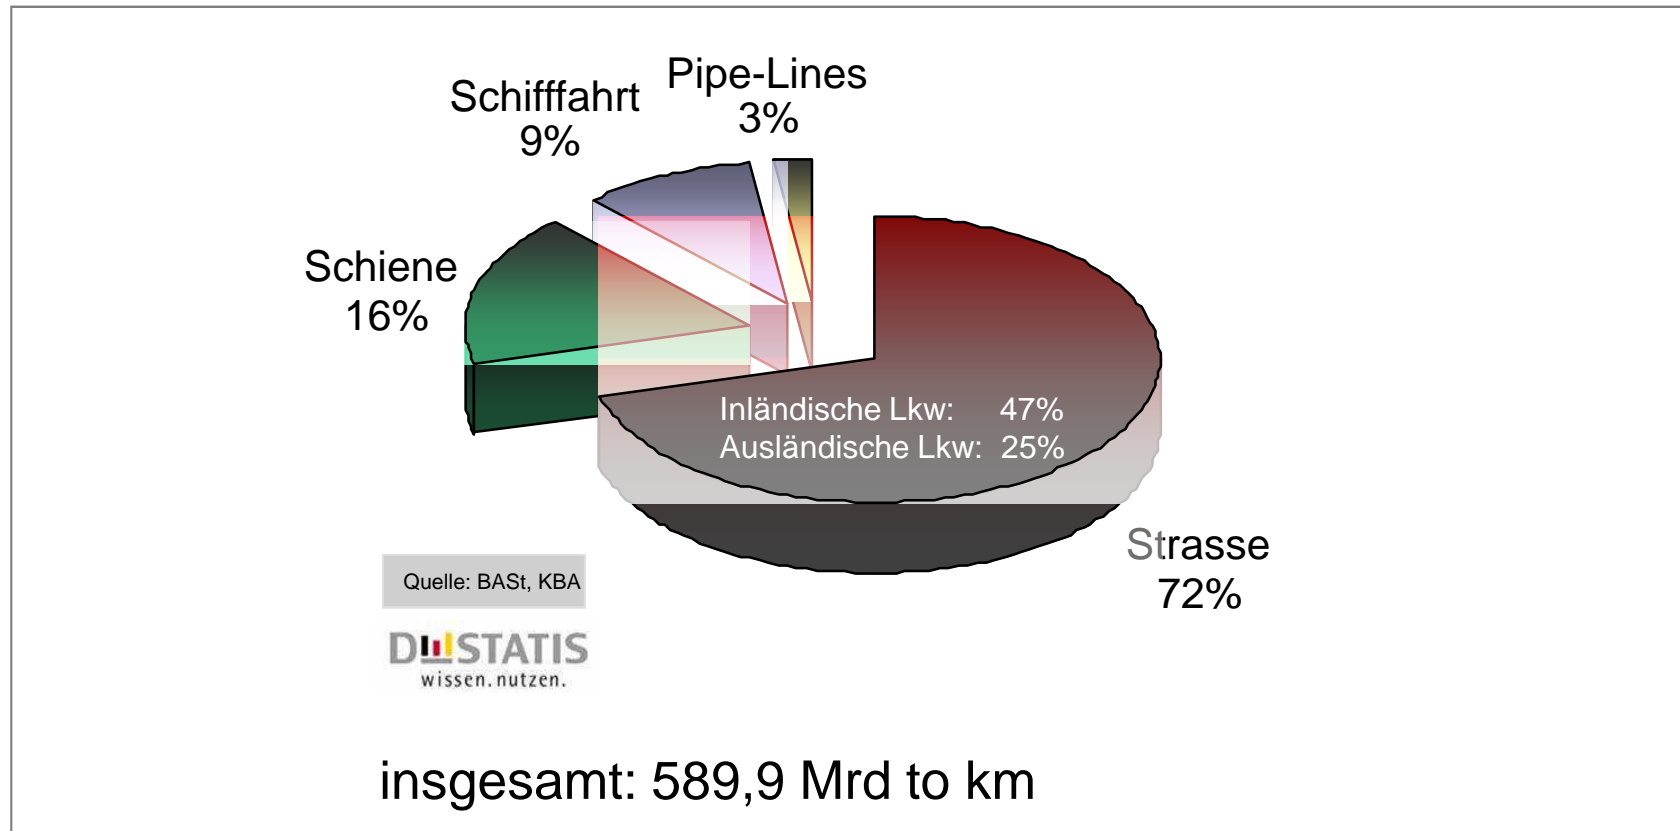 Pipe-Lines
3%
Schifffahrt
9%
Schiene
16%
Inländische Lkw: 47%
Ausländische Lkw: 25%
Strasse
72%
Quelle: BASt, KBA
DESTATIS
wissen.nutzen.
insgesamt: 589,9 Mrd to km